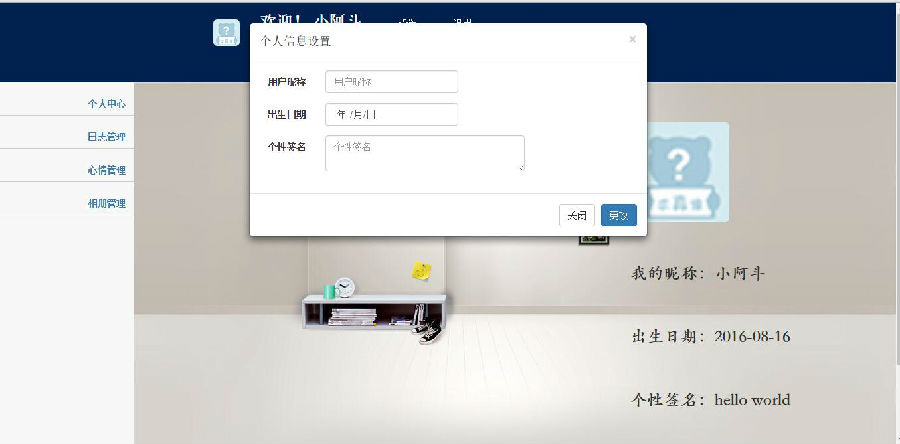 欢迎！小阿斗
个人信息设置
×
用户昵称
用户昵称
出生日期
年/月/日
个性签名
个性签名
关闭
更改
个人中心
日志管理
心情管理
相册管理
?
我的昵称：小阿斗
出生日期：2016-08-16
个性签名：hello world